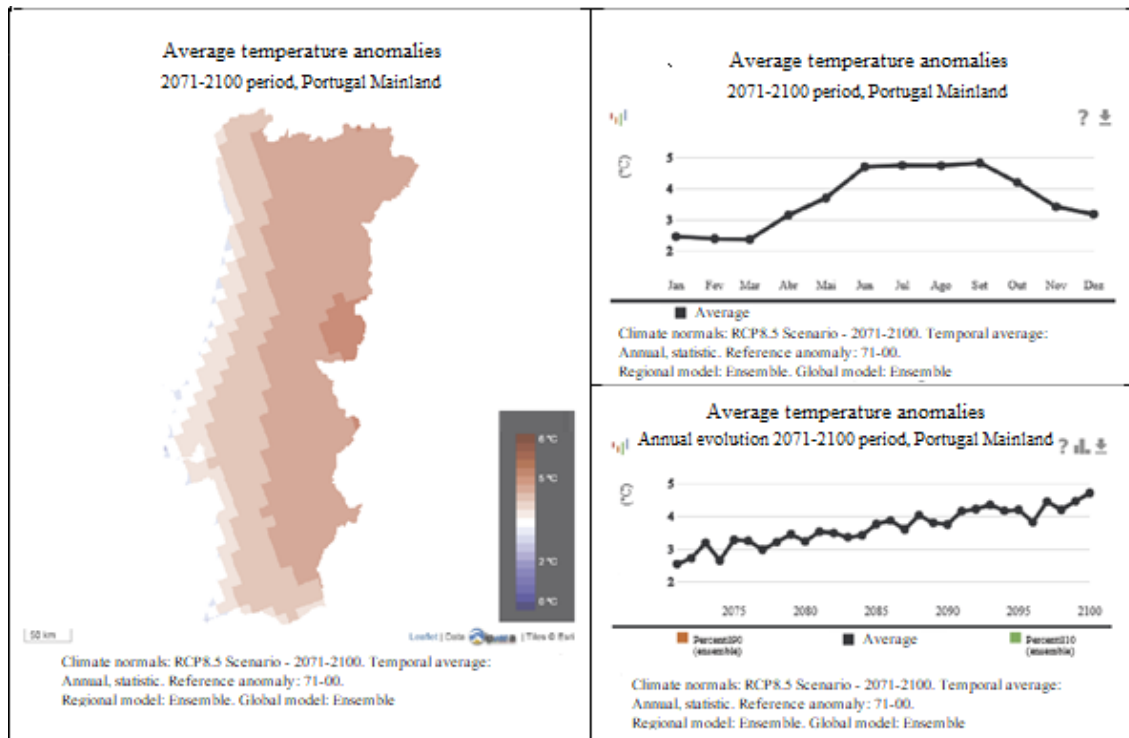 Average temperature anomalies
2071-2100 period, Portugal Mainland
6 ºC
5 ºC
2 ºC
0 ºC
50 km
Leaflet | Data
| Tiles © Esri
Climate normals: RCP8.5 Scenario - 2071-2100. Temporal average:
Annual, statistic. Reference anomaly: 71-00.
Regional model: Ensemble. Global model: Ensemble
Average temperature anomalies
2071-2100 period, Portugal Mainland
?
(ºC)
5
4
3
2
Jan Fev Mar Abr Mai Jun Jul Ago Set Out Nov Dez
Average
Climate normals: RCP8.5 Scenario - 2071-2100. Temporal average:
Annual, statistic. Reference anomaly: 71-00.
Regional model: Ensemble. Global model: Ensemble
Average temperature anomalies
Annual evolution 2071-2100 period, Portugal Mainland ?
(ºC)
5
4
3
2
2075 2080 2085 2090 2095 2100
Average
(ensemble)
(ensemble)
Climate normals: RCP8.5 Scenario - 2071-2100. Temporal average:
Annual, statistic. Reference anomaly: 71-00.
Regional model: Ensemble. Global model: Ensemble